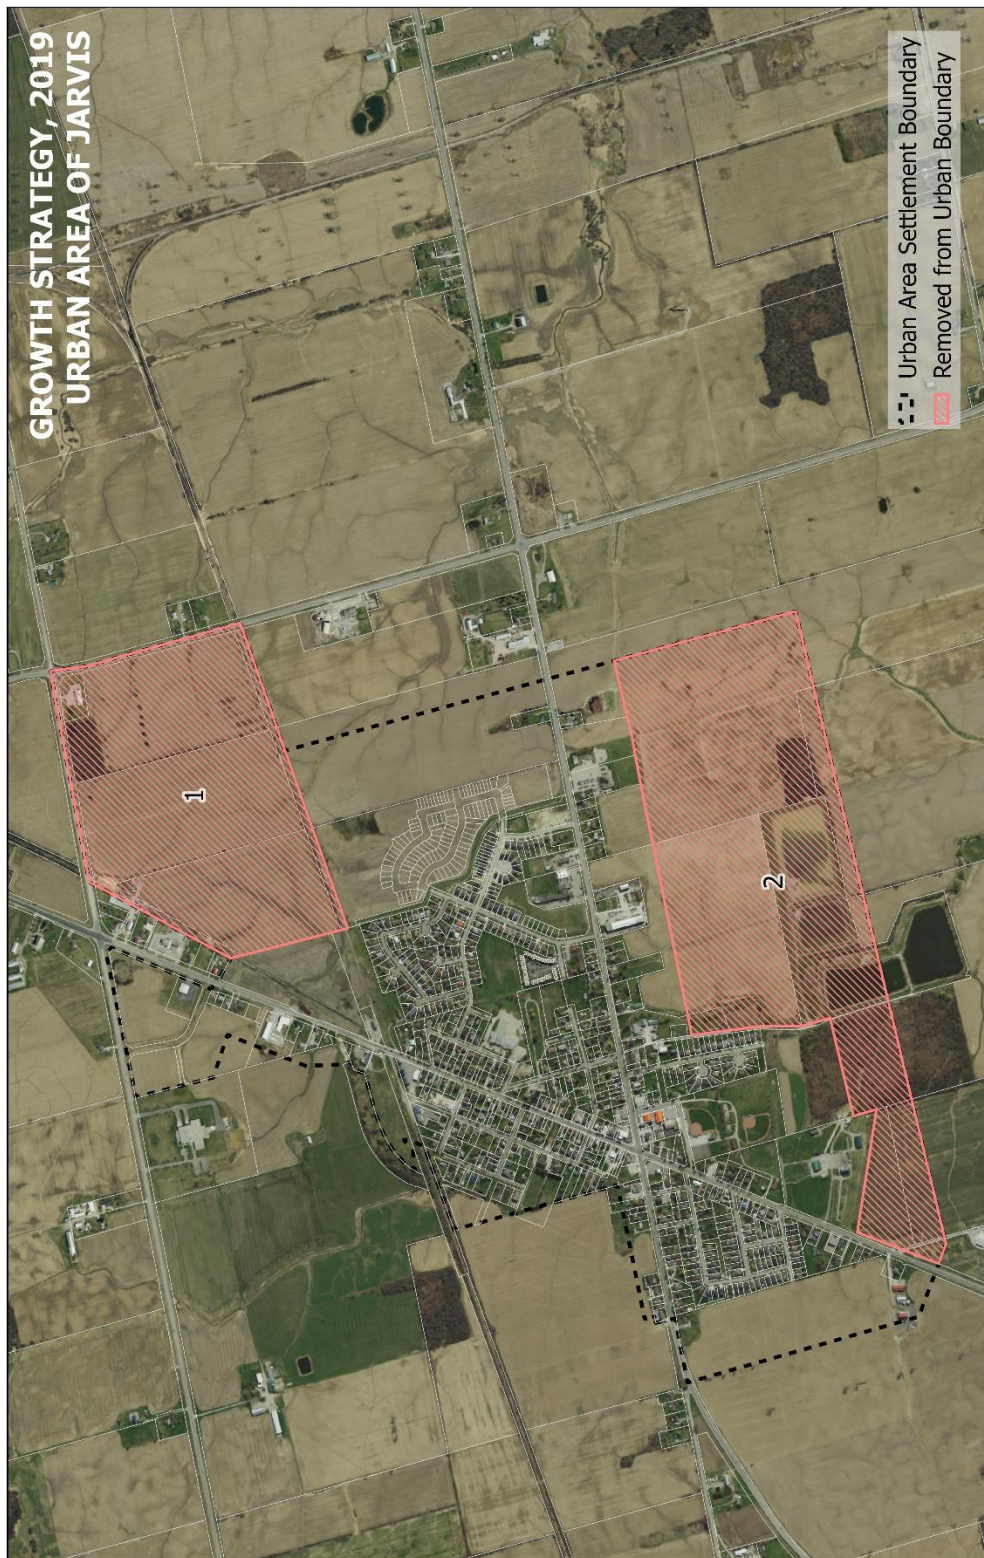 GROWTH STRATEGY, 2019
URBAN AREA OF JARVIS
1
2
Urban Area Settlement Boundary
Removed from Urban Boundary